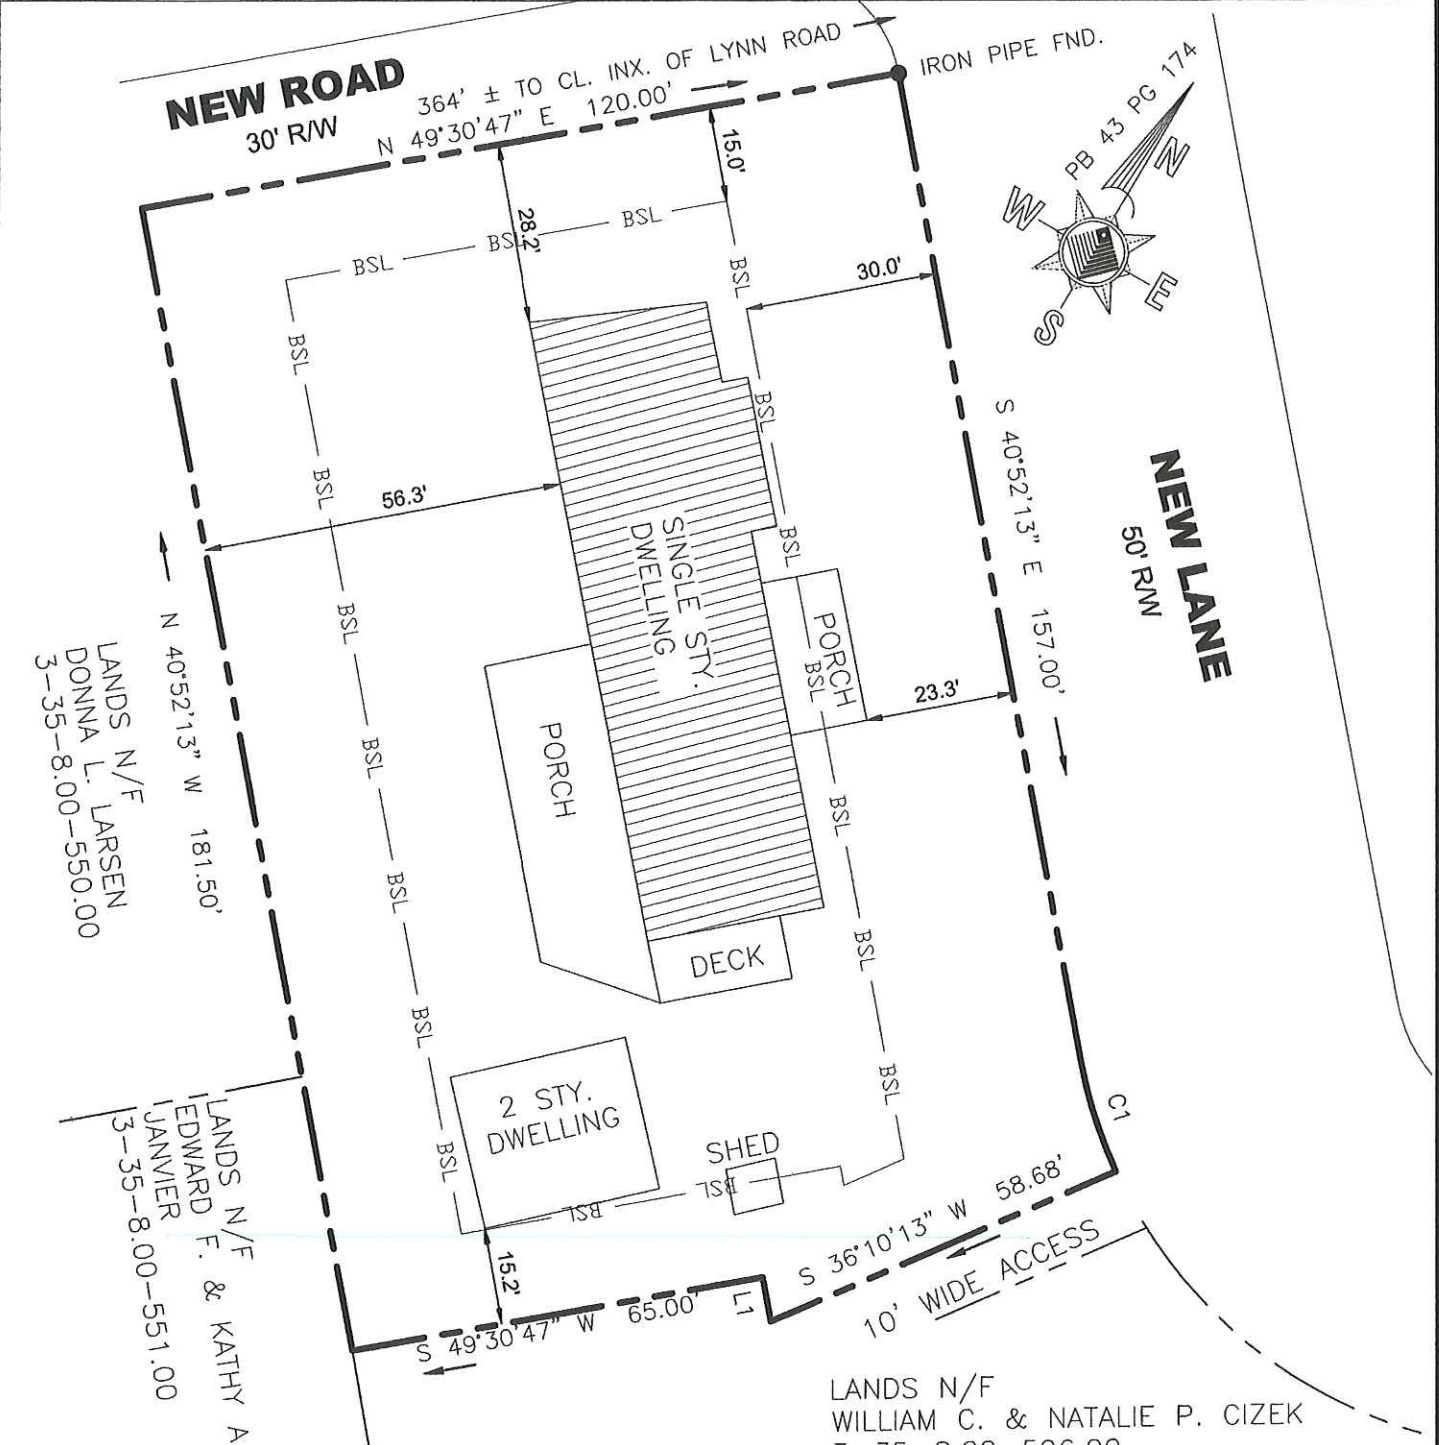 NEW ROAD
30' R/W
364' ± TO CL. INX. OF LYNN ROAD
N 49°30'47" E 120.00'
IRON PIPE FND.
PB 43 PG 174
N
W
E
S
15.0'
28.2'
BSL
BSL
BSL
BSL
30.0'
BSL
BSL
BSL
BSL
56.3'
SINGLE STY.
DWELLING
S 40°52'13" E 157.00'
NEW LANE
50' R/W
BSL
PORCH
BSL
23.3'
N 40°52'13" W 181.50'
LANDS N/F
DONNA L. LARSEN
3-35-8.00-550.00
PORCH
BSL
BSL
BSL
BSL
DECK
BSL
BSL
2 STY.
DWELLING
BSL
SHED
BSL
BSL
C1
LANDS N/F
EDWARD F. & KATHY A
JANVIER
3-35-8.00-551.00
15.2'
S 49°30'47" W 65.00'
L1
S 36°10'13" W 58.68'
10' WIDE ACCESS
LANDS N/F
WILLIAM C. & NATALIE P. CIZEK